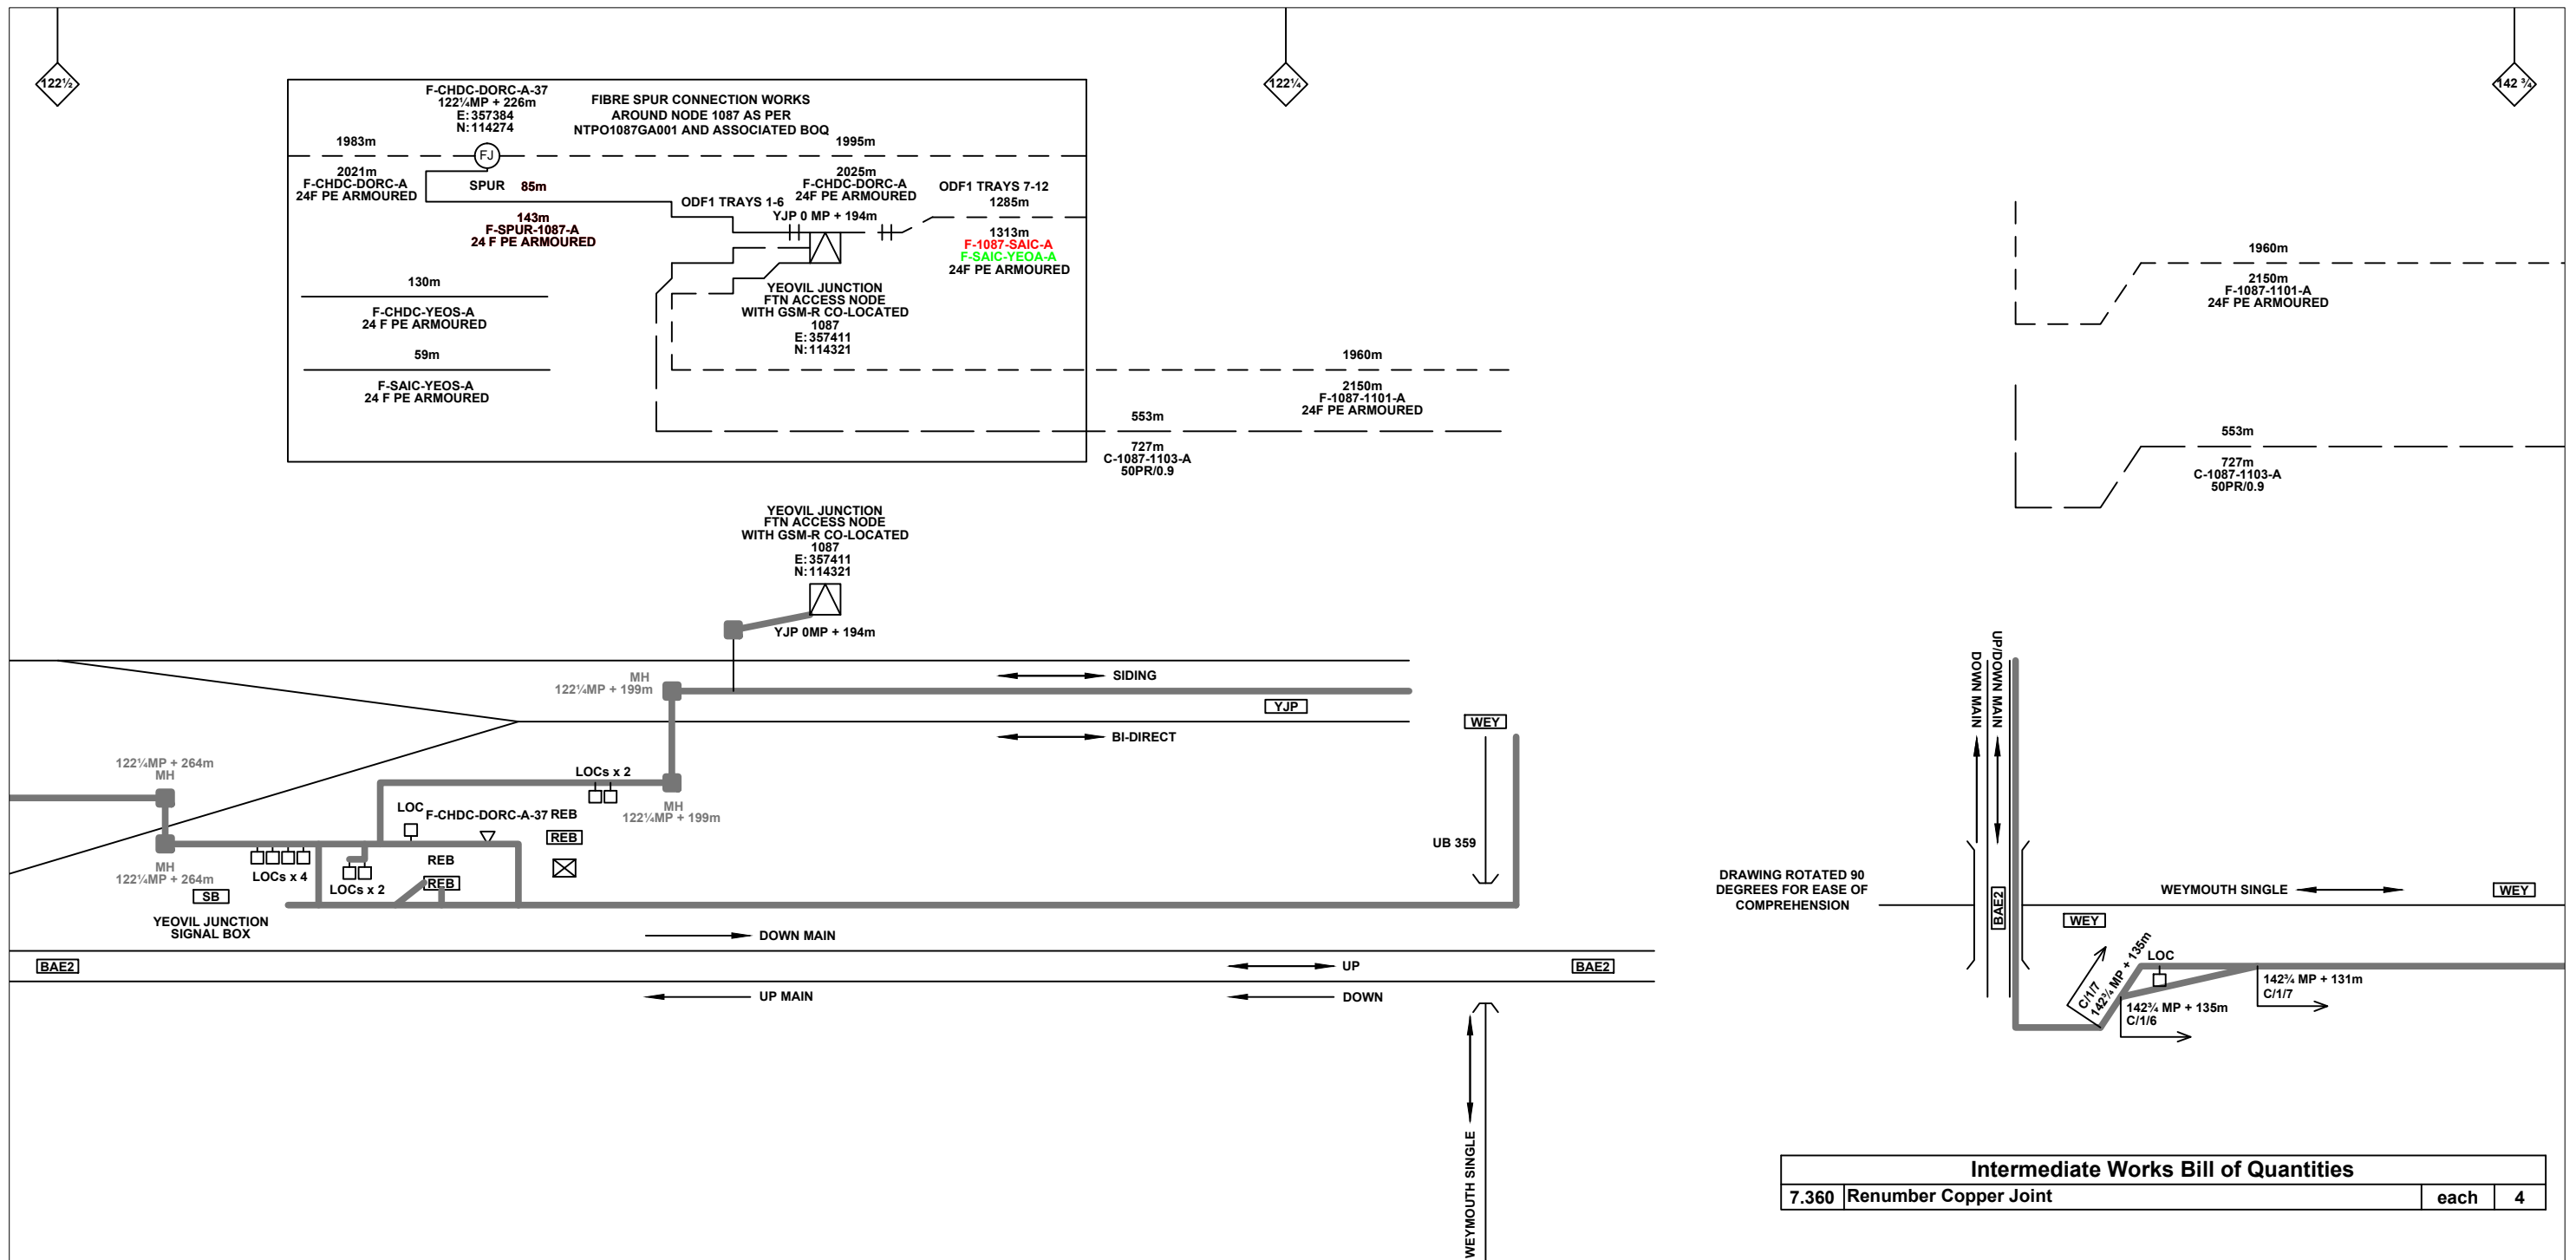 122½
122¼
142 ¾
F-CHDC-DORC-A-37
122¼MP + 226m
E:357384
N:114274
FIBRE SPUR CONNECTION WORKS
AROUND NODE 1087 AS PER
NTPO1087GA001 AND ASSOCIATED BOQ
1983m
FJ
1995m
2021m
F-CHDC-DORC-A
24F PE ARMOURED
SPUR 85m
2025m
F-CHDC-DORC-A
24F PE ARMOURED
ODF1 TRAYS 7-12
1285m
ODF1 TRAYS 1-6
YJP 0 MP + 194m
143m
F-SPUR-1087-A
24 F PE ARMOURED
1313m
F-1087-SAIC-A
F-SAIC-YEOA-A
24F PE ARMOURED
130m
F-CHDC-YEOS-A
24 F PE ARMOURED
YEOVIL JUNCTION
FTN ACCESS NODE
WITH GSM-R CO-LOCATED
1087
E:357411
N:114321
59m
F-SAIC-YEOS-A
24 F PE ARMOURED
1960m
2150m
F-1087-1101-A
24F PE ARMOURED
553m
727m
C-1087-1103-A
50PR/0.9
1960m
2150m
F-1087-1101-A
24F PE ARMOURED
553m
727m
C-1087-1103-A
50PR/0.9
YEOVIL JUNCTION
FTN ACCESS NODE
WITH GSM-R CO-LOCATED
1087
E:357411
N:114321
YJP 0MP + 194m
MH
122¼MP + 199m
SIDING
YJP
BI-DIRECT
WEY
UB 359
122¼MP + 264m
MH
LOCs x 2
MH
122¼MP + 199m
LOC
F-CHDC-DORC-A-37
REB
REB
MH
122¼MP + 264m
LOCs x 4
LOCs x 2
REB
REB
SB
YEOVIL JUNCTION
SIGNAL BOX
DOWN MAIN
BAE2
UP
BAE2
UP MAIN
DOWN
WEYMOUTH SINGLE
DOWN MAIN
UP/DOWN MAIN
DRAWING ROTATED 90
DEGREES FOR EASE OF
COMPREHENSION
BAE2
WEYMOUTH SINGLE
WEY
WEY
C/1/7
142¾ MP + 135m
LOC
142¾ MP + 131m
C/1/7
142¾ MP + 135m
C/1/6
Intermediate Works Bill of Quantities
7.360 Renumber Copper Joint each 4